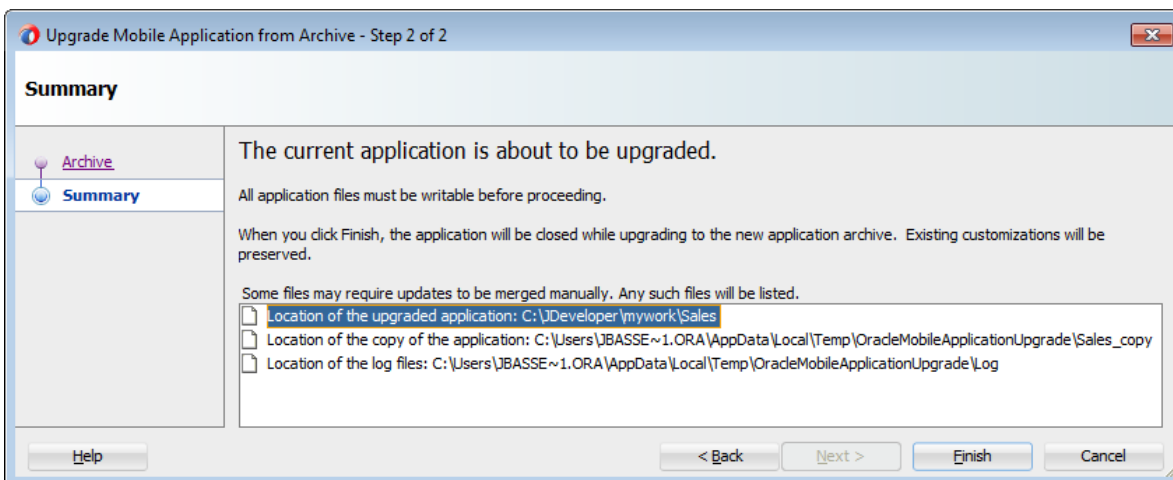 Upgrade Mobile Application from Archive - Step 2 of 2
Summary
Archive
Summary
The current application is about to be upgraded.
All application files must be writable before proceeding.
When you click Finish, the application will be closed while upgrading to the new application archive.  Existing customizations will be
preserved.
Some files may require updates to be merged manually. Any such files will be listed.
Location of the upgraded application: C:\JDeveloper\mywork\Sales
Location of the copy of the application: C:\Users\JBASSE~1.ORA\AppData\Local\Temp\OracleMobileApplicationUpgrade\Sales_copy
Location of the log files: C:\Users\JBASSE~1.ORA\AppData\Local\Temp\OracleMobileApplicationUpgrade\Log
Help
< Back
Next >
Finish
Cancel